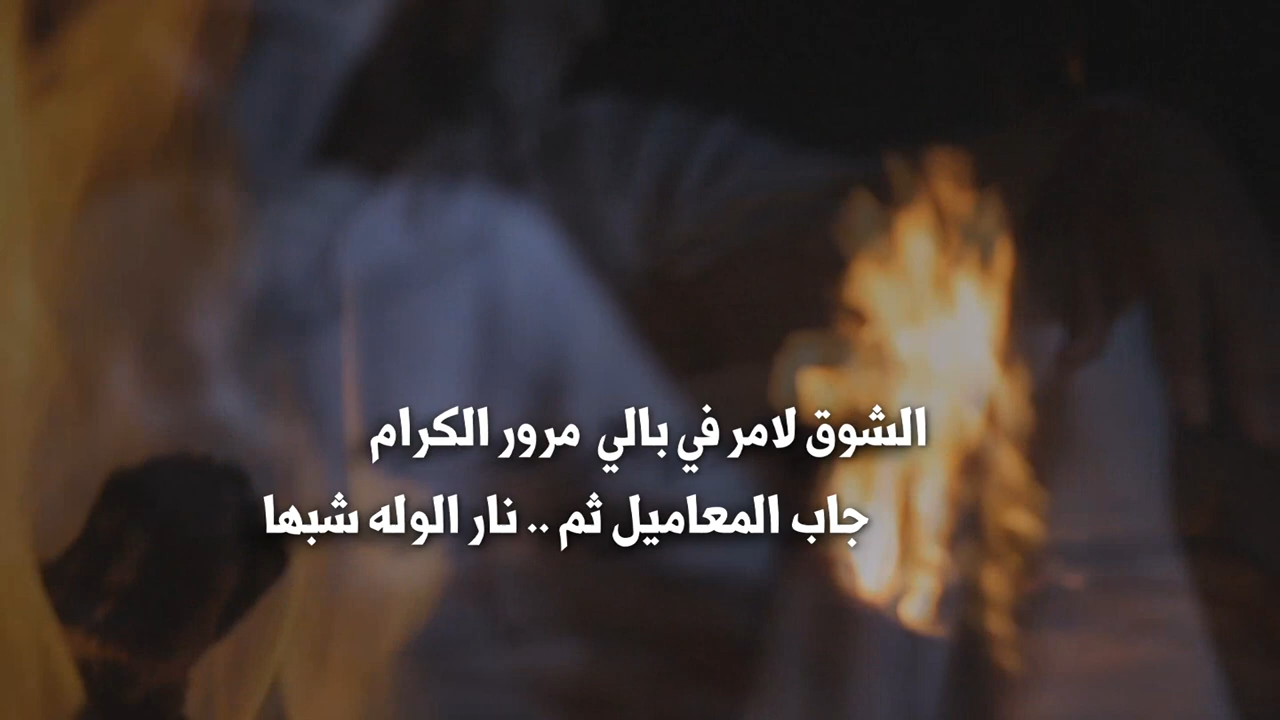 الشوق لامر في بالي مرور الكرام
جاب المعاميل ثم .. نار الوله شبها